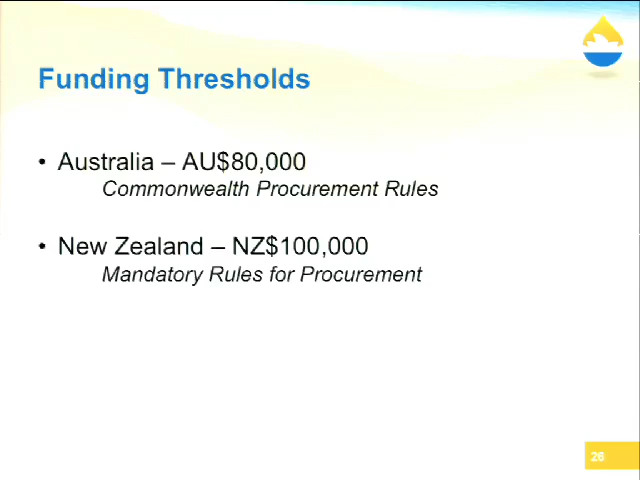 Funding Thresholds
• Australia – AU$80,000
Commonwealth Procurement Rules
• New Zealand – NZ$100,000
Mandatory Rules for Procurement
26